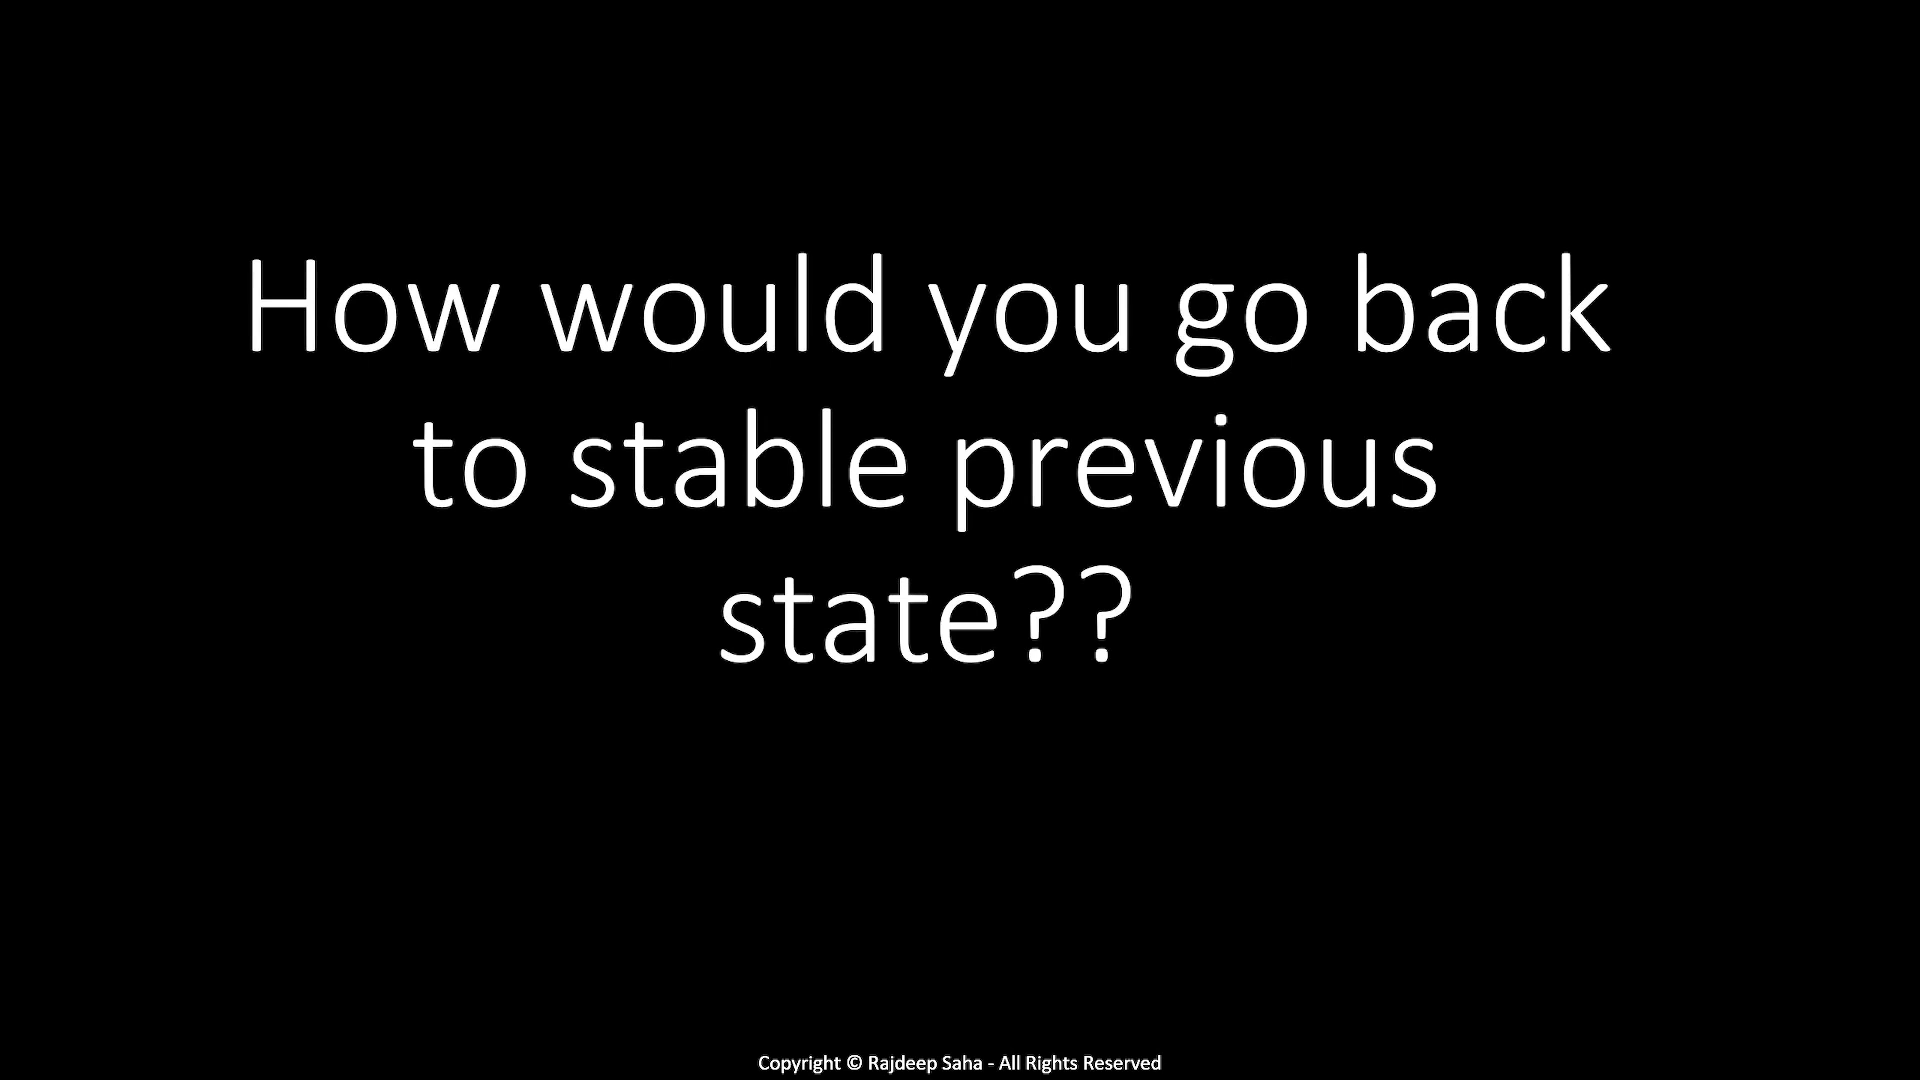 How would you go back
to stable previous
state??
Copyright © Rajdeep Saha - All Rights Reserved